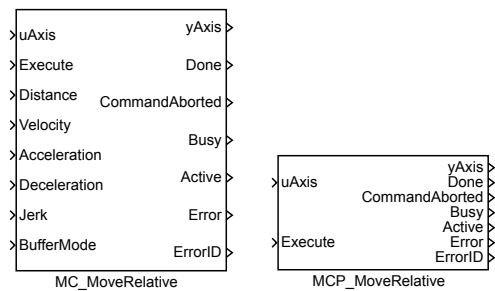 uAxis
Execute
Distance
Velocity
Acceleration
Deceleration
Jerk
BufferMode
yAxis
Done
CommandAborted
Busy
Active
Error
ErrorID
MC_MoveRelative
uAxis
Execute
yAxis
Done
CommandAborted
Busy
Active
Error
ErrorID
MCP_MoveRelative